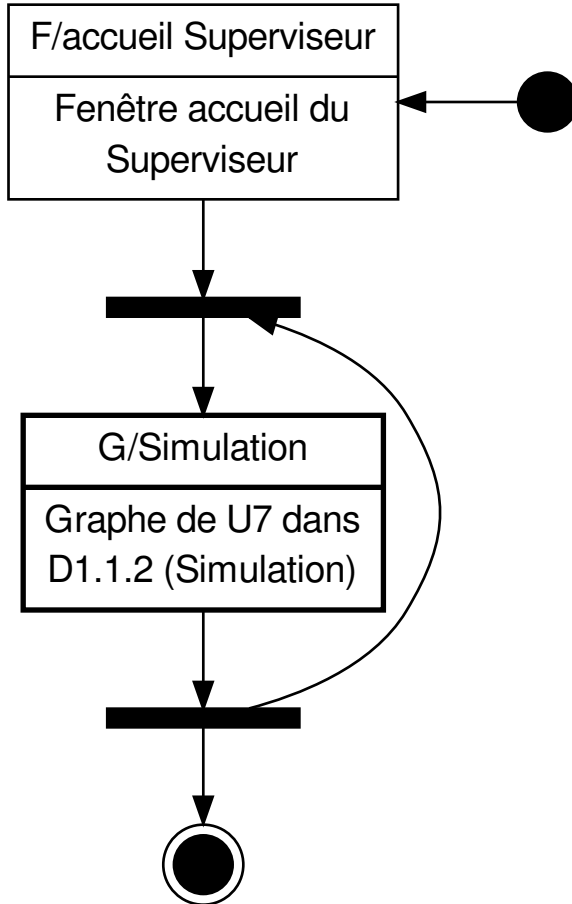 F/accueil Superviseur
Fenêtre accueil du
Superviseur
G/Simulation
Graphe de U7 dans
D1.1.2 (Simulation)